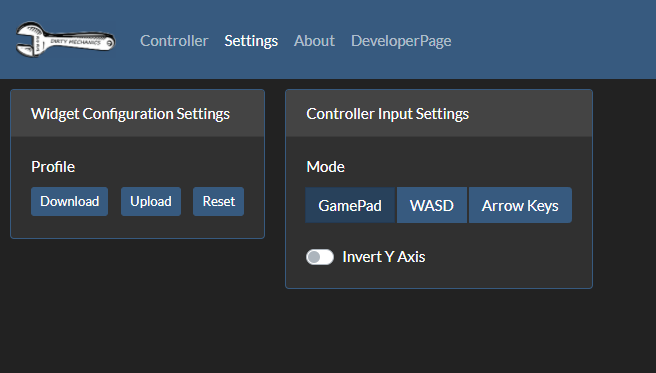 DIRTY MECHANICS
Controller Settings About DeveloperPage
Widget Configuration Settings
Profile
Download Upload Reset
Controller Input Settings
Mode
GamePad WASD Arrow Keys
Invert Y Axis